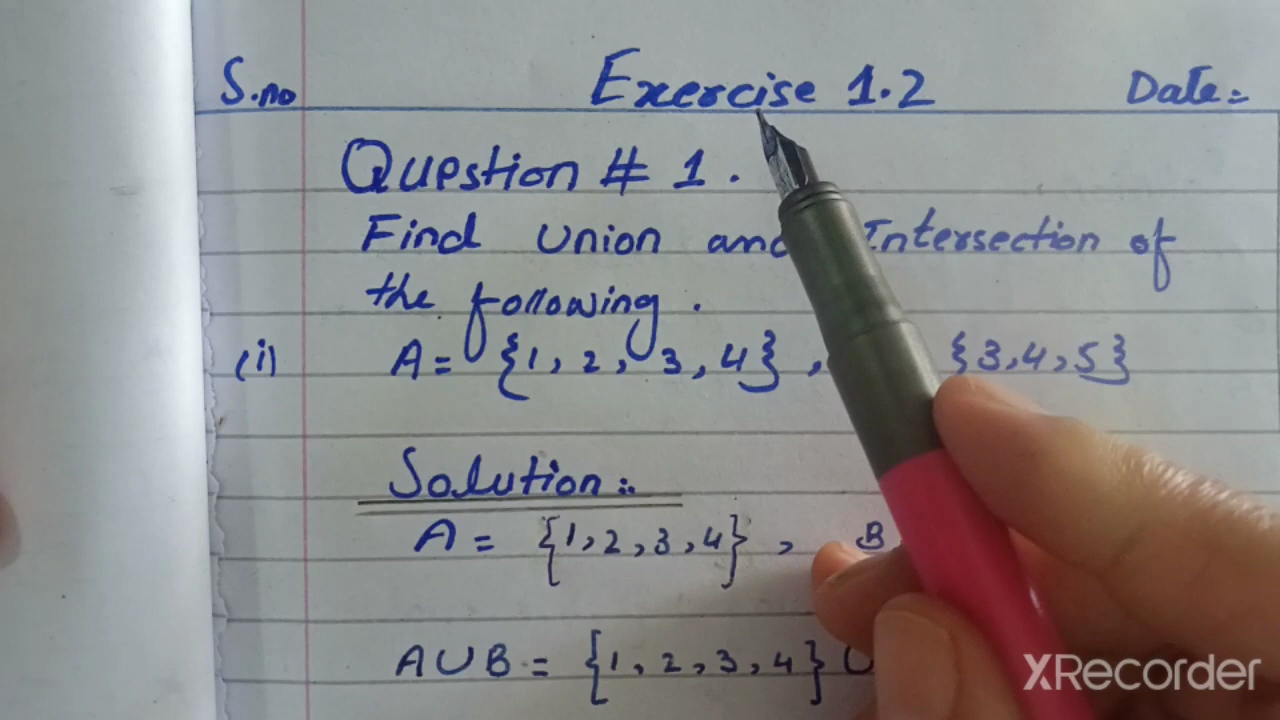 S.no Exercise 1.2 Date:
Question # 1.
Find Union and Intersection of
the following.
(i) A= {1, 2, 3, 4}, {3,4,5}
Solution:
A = {1,2,3,4}, B
AUB = {1, 2, 3, 4} U
XRecorder